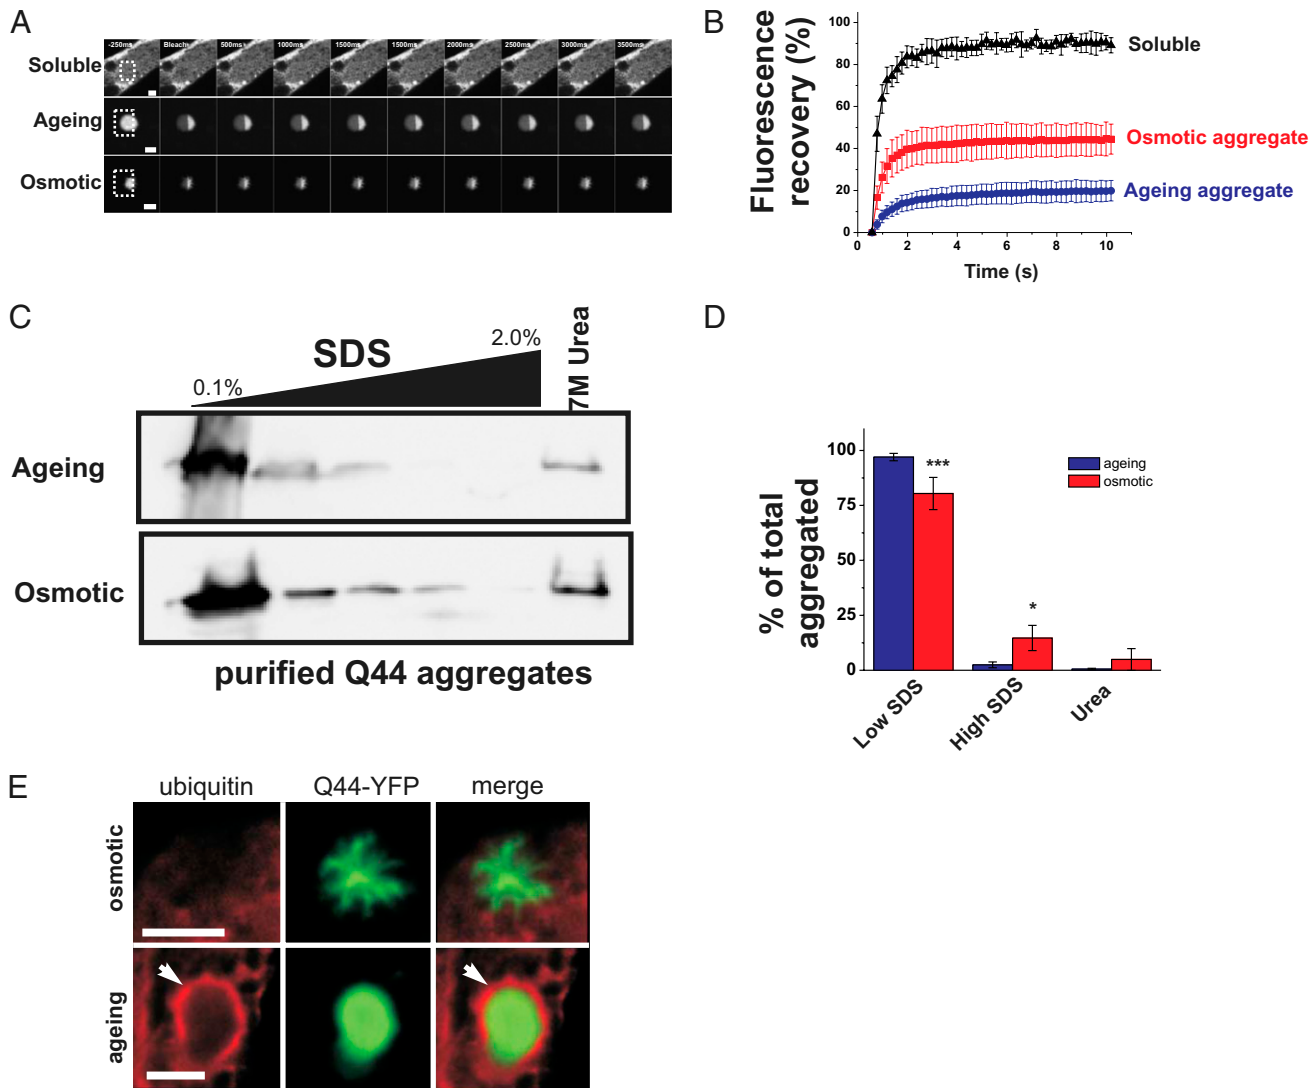 A
-250ms Bleach 500ms 1000ms 1500ms 1500ms 2000ms 2500ms 3000ms 3500ms
Soluble
Ageing
Osmotic
B
Fluorescence
recovery (%)
100
80
60
40
20
0
0 2 4 6 8 10
Time (s)
Soluble
Osmotic aggregate
Ageing aggregate
C
SDS
0.1%
2.0%
7M Urea
Ageing
Osmotic
purified Q44 aggregates
D
% of total
aggregated
100
75
50
25
0
ageing
osmotic
***
*
Low SDS
High SDS
Urea
E
ubiquitin Q44-YFP merge
osmotic
ageing